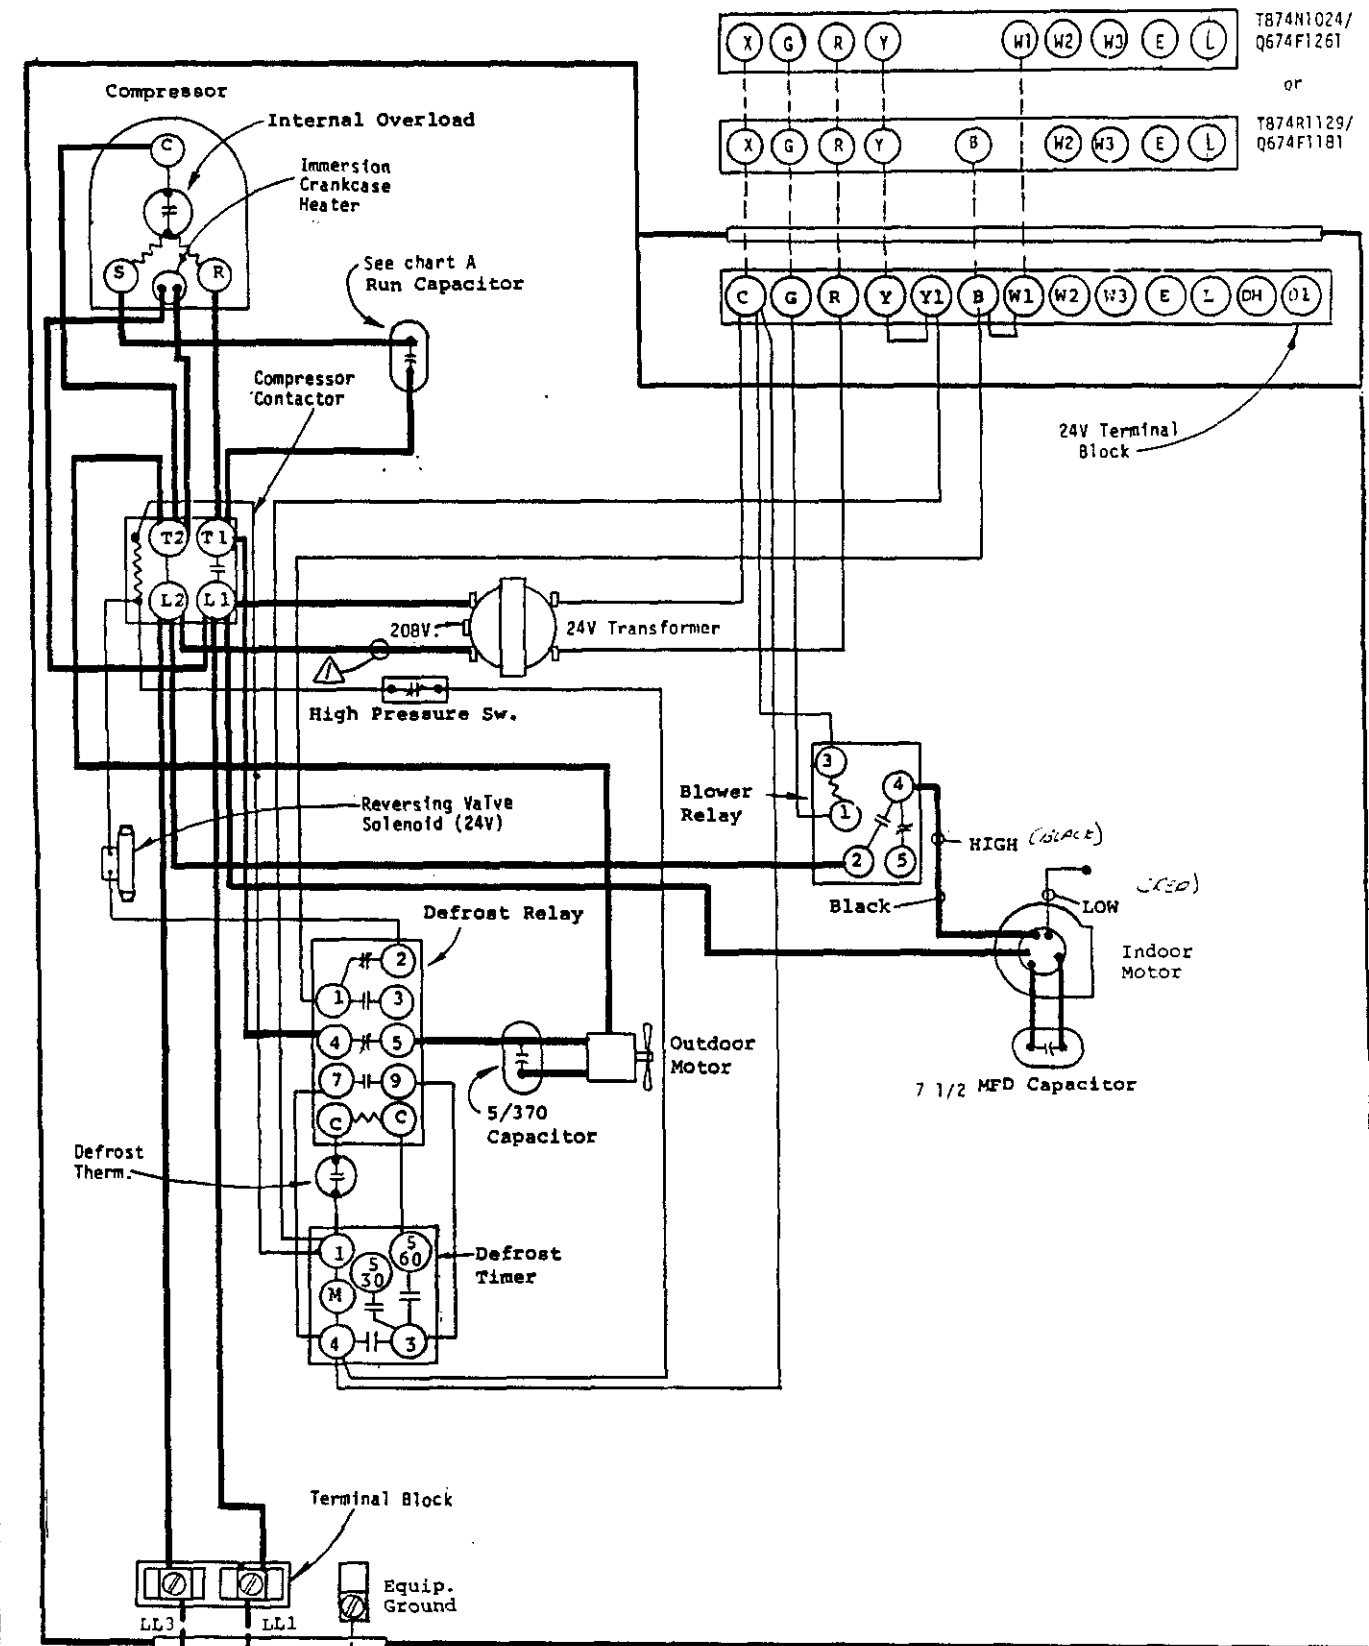 X G R Y W1 W2 W3 E L
T874N1024/
Q674F1261
or
X G R Y B W2 W3 E L
T874R1129/
Q674F1181
Compressor
C
Internal Overload
Immersion
Crankcase
Heater
S R
See chart A
Run Capacitor
C G R Y Y1 B W1 W2 W3 E L DH O1
Compressor
Contactor
24V Terminal
Block
T2 T1
L2 L1
208V.
24V Transformer
High Pressure Sw.
Reversing Valve
Solenoid (24V)
Blower
Relay
3
4
1
2 5
HIGH (BLACK)
Black
(RED)
LOW
Indoor
Motor
Defrost Relay
2
1 3
4 5
7 9
C C
Outdoor
Motor
5/370
Capacitor
7 1/2 MFD Capacitor
Defrost
Therm.
I
S
30
S
60
M
4 3
Defrost
Timer
Terminal Block
Equip.
Ground
LL3 LL1